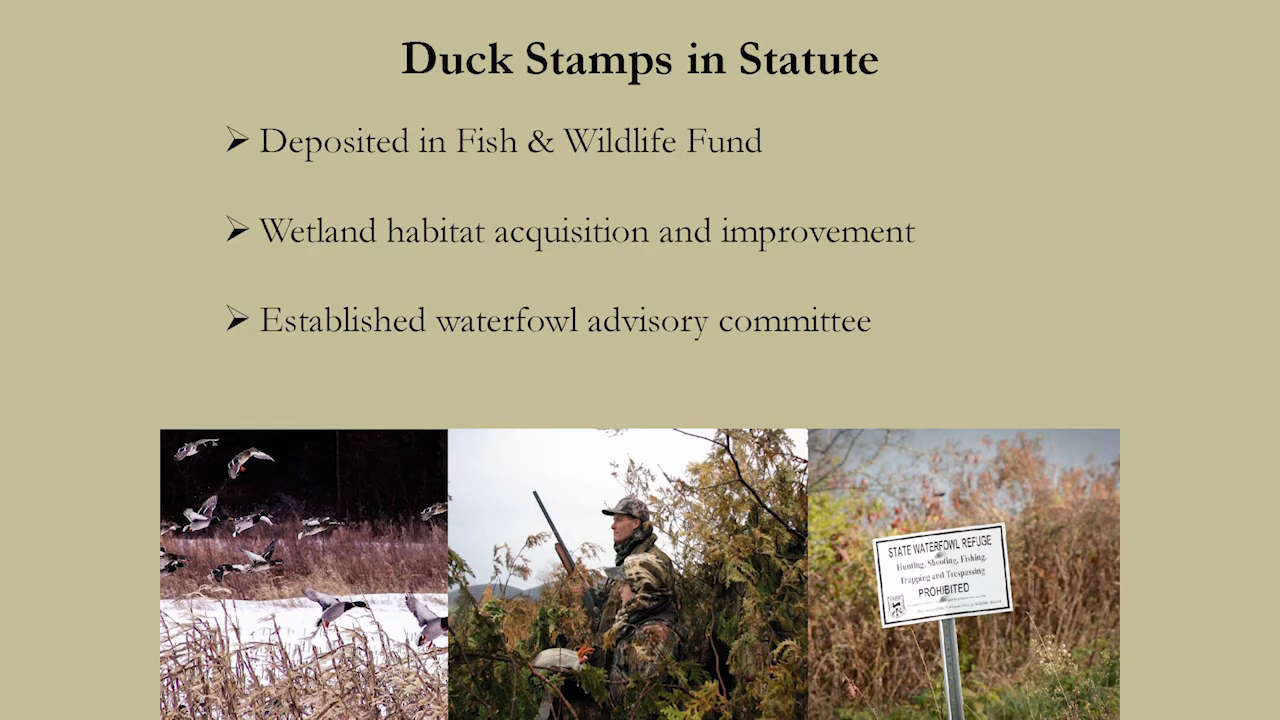 Duck Stamps in Statute
➢ Deposited in Fish & Wildlife Fund
➢ Wetland habitat acquisition and improvement
➢ Established waterfowl advisory committee
STATE WATERFOWL REFUGE
Hunting, Shooting, Fishing,
Trapping and Trespassing
PROHIBITED